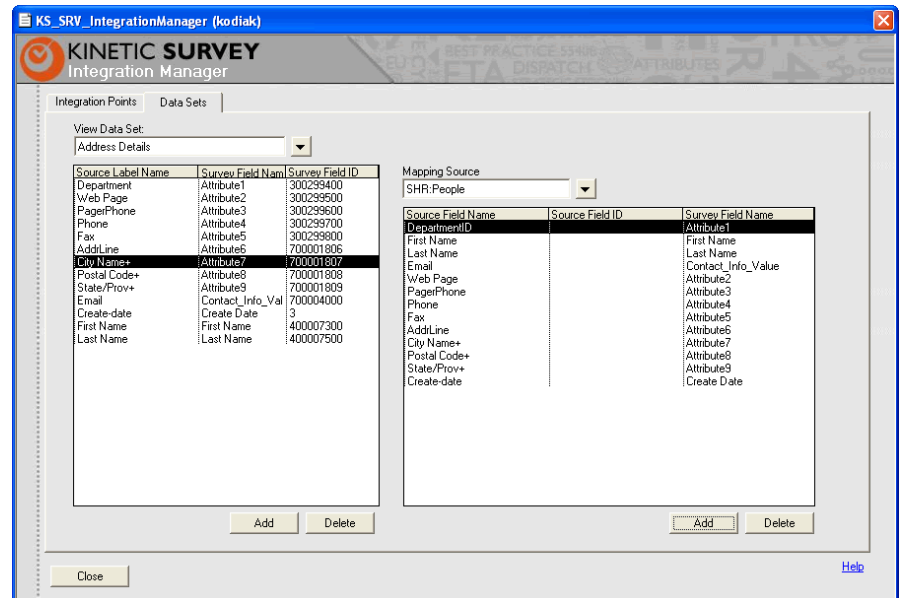 KS_SRV_IntegrationManager (kodiak)
KINETIC SURVEY
Integration Manager
BEST PRACTICE
DISPATCH
ATTRIBUTES
Integration Points Data Sets
View Data Set:
Address Details
Source Label Name Survey Field Nam Survey Field ID
Department Attribute1 300299400
Web Page Attribute2 300299500
PagerPhone Attribute3 300299600
Phone Attribute4 300299700
Fax Attribute5 300299800
AddrLine Attribute6 700001806
City Name+ Attribute7 700001807
Postal Code+ Attribute8 700001808
State/Prov+ Attribute9 700001809
Email Contact_Info_Val 700004000
Create-date Create Date 3
First Name First Name 400007300
Last Name Last Name 400007500
Add Delete
Mapping Source
SHR:People
Source Field Name Source Field ID Survey Field Name
DepartmentID Attribute1
First Name First Name
Last Name Last Name
Email Contact_Info_Value
Web Page Attribute2
PagerPhone Attribute3
Phone Attribute4
Fax Attribute5
AddrLine Attribute6
City Name+ Attribute7
Postal Code+ Attribute8
State/Prov+ Attribute9
Create-date Create Date
Add Delete
Close
Help